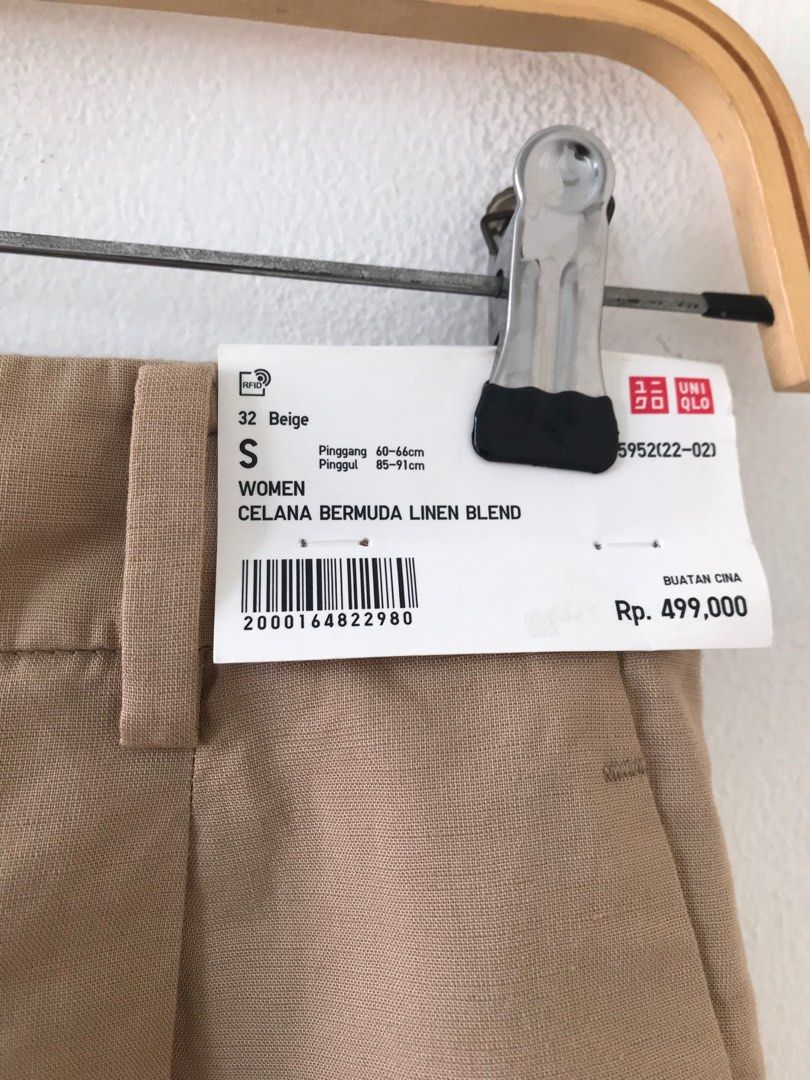 RFID
ユニ
クロ
UNI
QLO
32 Beige
S
Pinggang 60-66cm
Pinggul 85-91cm
5952(22-02)
WOMEN
CELANA BERMUDA LINEN BLEND
2000164822980
BUATAN CINA
Rp. 499,000